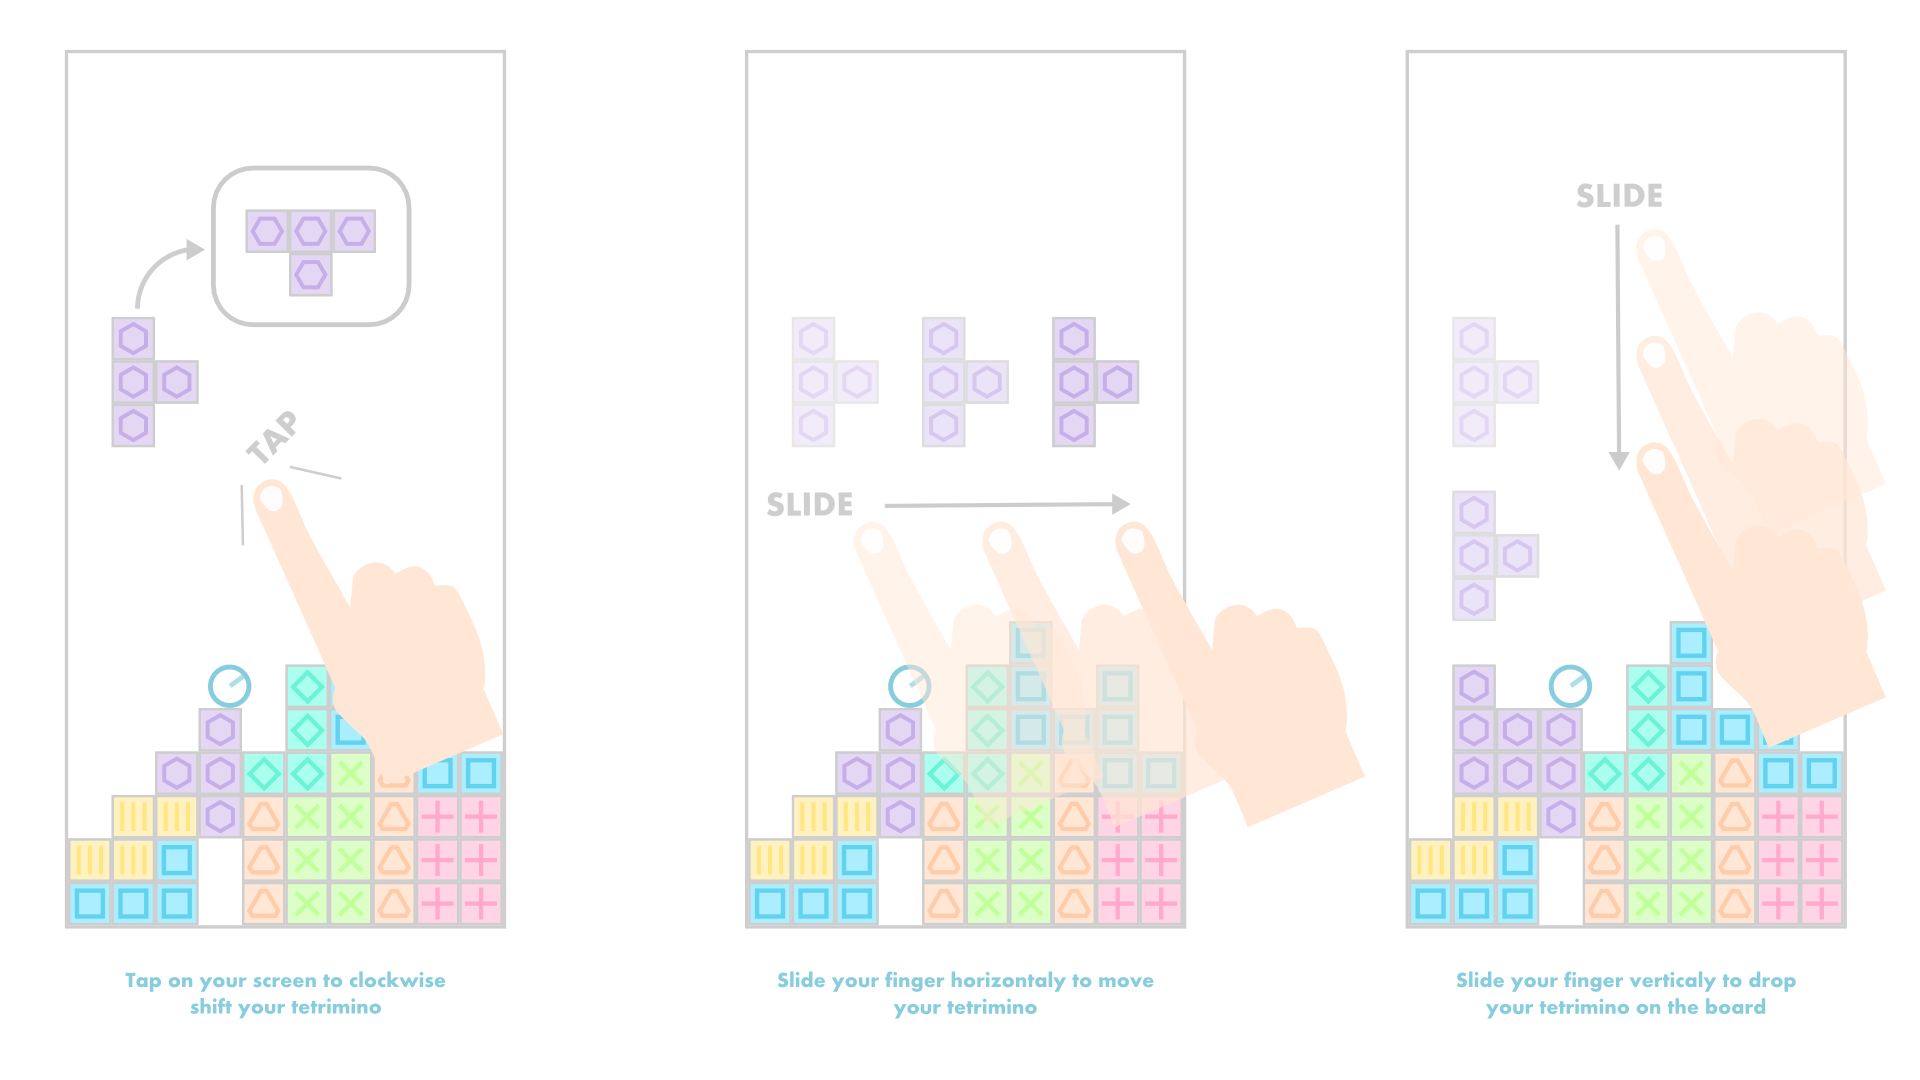 TAP
Tap on your screen to clockwise
shift your tetrimino
SLIDE
Slide your finger horizontaly to move
your tetrimino
SLIDE
Slide your finger verticaly to drop
your tetrimino on the board